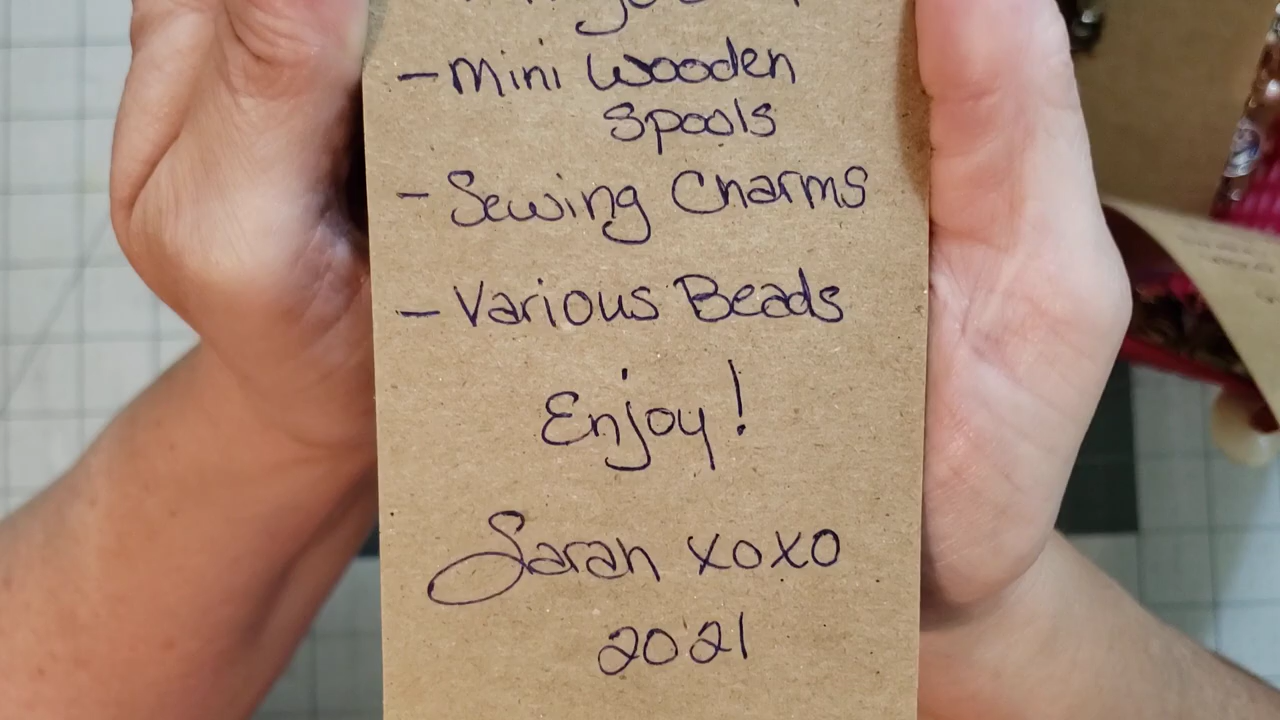 - Mini Wooden
Spools
- Sewing Charms
- Various Beads
Enjoy!
Sarah xoxo
2021